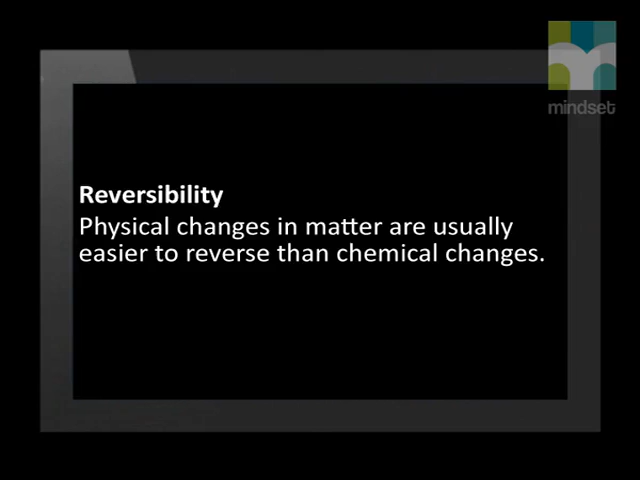 mindset
Reversibility
Physical changes in matter are usually
easier to reverse than chemical changes.